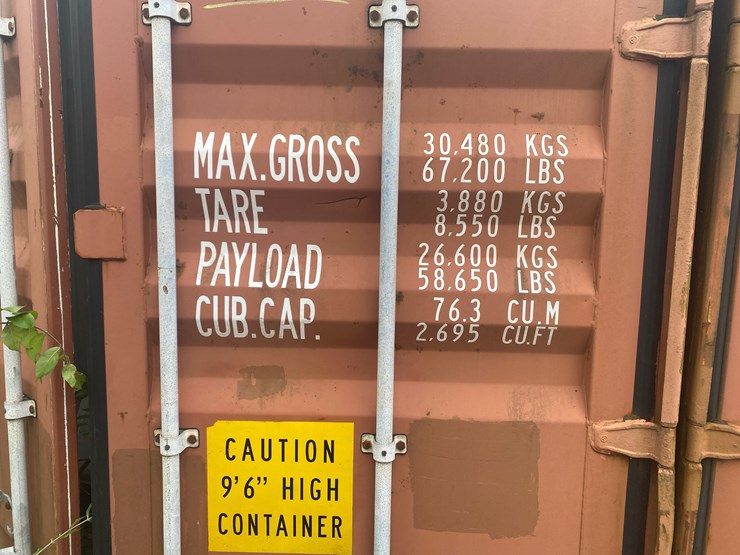 MAX.GROSS 30,480 KGS
67,200 LBS
TARE 3,880 KGS
8,550 LBS
PAYLOAD 26,600 KGS
58,650 LBS
CUB.CAP. 76.3 CU.M
2,695 CU.FT
CAUTION
9'6" HIGH
CONTAINER